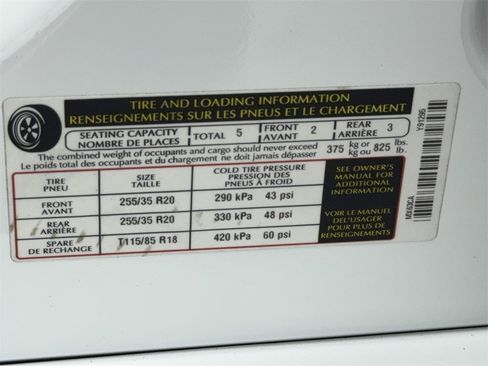 TIRE AND LOADING INFORMATION
RENSEIGNEMENTS SUR LES PNEUS ET LE CHARGEMENT
SEATING CAPACITY
NOMBRE DE PLACES
TOTAL 5
FRONT
AVANT 2
REAR
ARRIÈRE 3
The combined weight of occupants and cargo should never exceed
Le poids total des occupants et du chargement ne doit jamais dépasser
375 kg or ou 825 lbs. lb.
TIRE
PNEU
SIZE
TAILLE
COLD TIRE PRESSURE
PRESSION DES
PNEUS À FROID
FRONT
AVANT
255/35 R20
290 kPa 43 psi
REAR
ARRIÈRE
255/35 R20
330 kPa 48 psi
SPARE
DE RECHANGE
T115/85 R18
420 kPa 60 psi
SEE OWNER'S
MANUAL FOR
ADDITIONAL
INFORMATION
VOIR LE MANUEL
DEL'USAGER
POUR PLUS DE
RENSEIGNEMENTS
Y97295